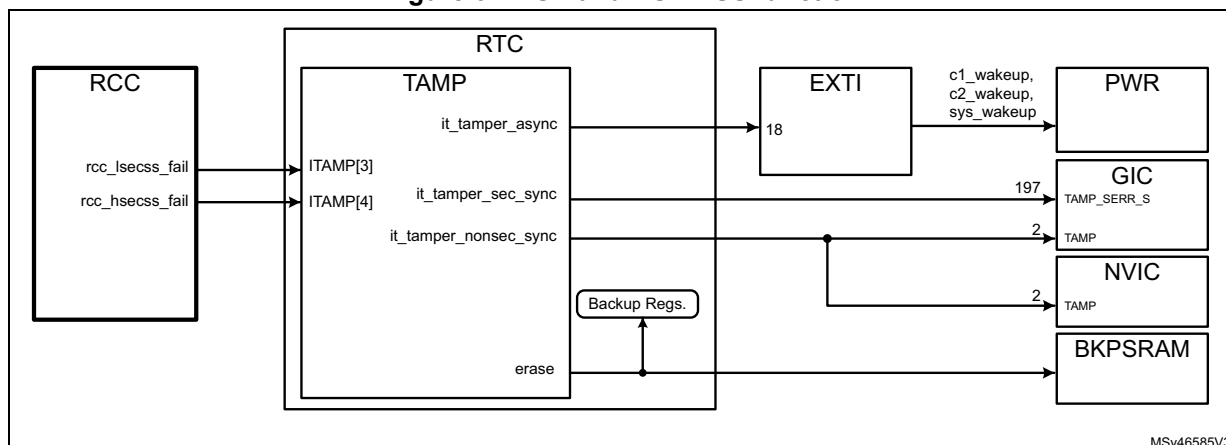 RTC
RCC
TAMP
EXTI
c1_wakeup,
c2_wakeup,
sys_wakeup
PWR
it_tamper_async
18
rcc_lsecss_fail
ITAMP[3]
rcc_hsecss_fail
ITAMP[4]
it_tamper_sec_sync
197
GIC
TAMP_SERR_S
it_tamper_nonsec_sync
2
TAMP
NVIC
2
TAMP
Backup Regs.
BKPSRAM
erase